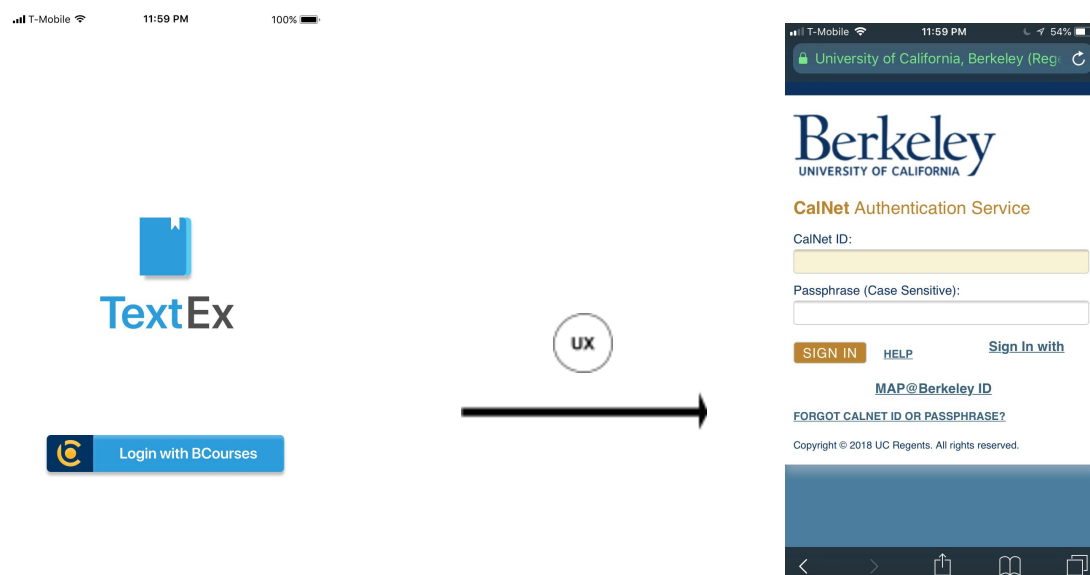 T-Mobile 11:59 PM 100%
TextEx
Login with BCourses
UX
T-Mobile 11:59 PM 54%
University of California, Berkeley (Reg
Berkeley
UNIVERSITY OF CALIFORNIA
CalNet Authentication Service
CalNet ID:
Passphrase (Case Sensitive):
SIGN IN HELP Sign In with
MAP@Berkeley ID
FORGOT CALNET ID OR PASSPHRASE?
Copyright © 2018 UC Regents. All rights reserved.